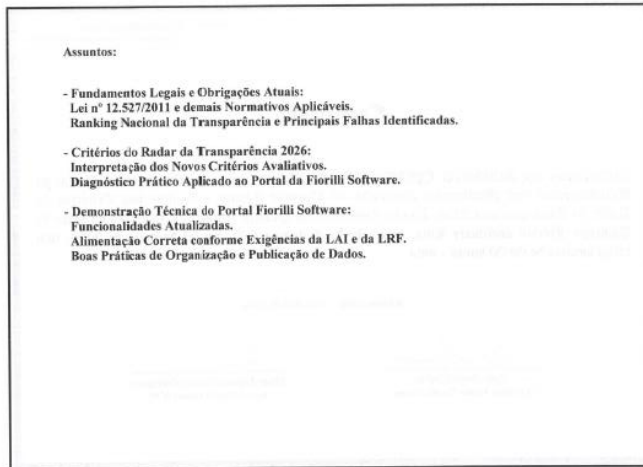 Assuntos:
- Fundamentos Legais e Obrigações Atuais:
Lei nº 12.527/2011 e demais Normativos Aplicáveis.
Ranking Nacional da Transparência e Principais Falhas Identificadas.
- Critérios do Radar da Transparência 2026:
Interpretação dos Novos Critérios Avaliativos.
Diagnóstico Prático Aplicado ao Portal da Fiorilli Software.
- Demonstração Técnica do Portal Fiorilli Software:
Funcionalidades Atualizadas.
Alimentação Correta conforme Exigências da LAI e da LRF.
Boas Práticas de Organização e Publicação de Dados.